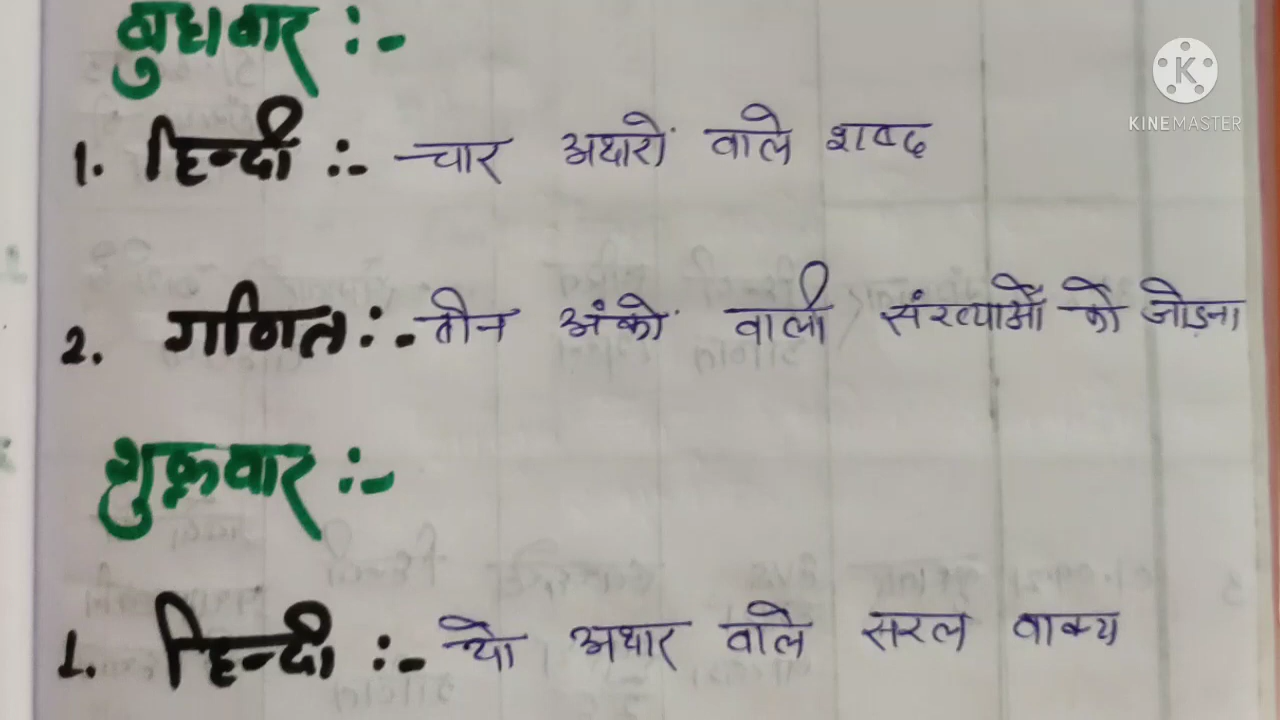 बुधवार :-
K
KINEMASTER
1. हिन्दी :- चार अक्षरों वाले शब्द
2. गणित :- तीन अंको वाली संख्याओं को जोड़ना
शुक्रवार :-
1. हिन्दी :- दो अक्षर वाले सरल वाक्य